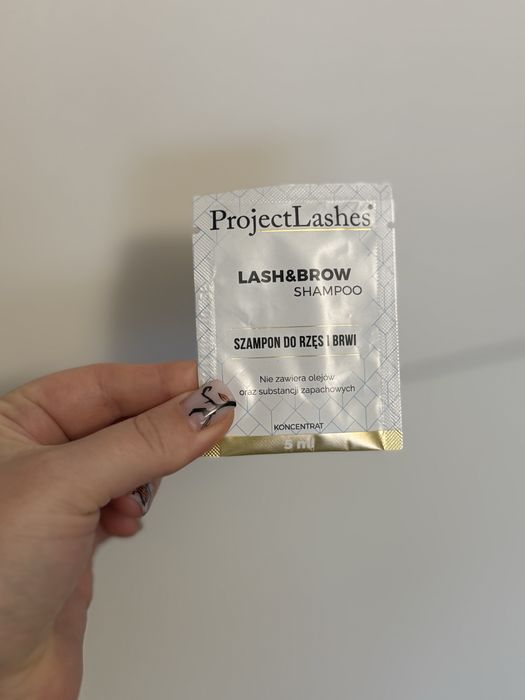 ProjectLashes®
LASH&BROW
SHAMPOO
SZAMPON DO RZĘS I BRWI
Nie zawiera olejów
oraz substancji zapachowych
KONCENTRAT
5 ml